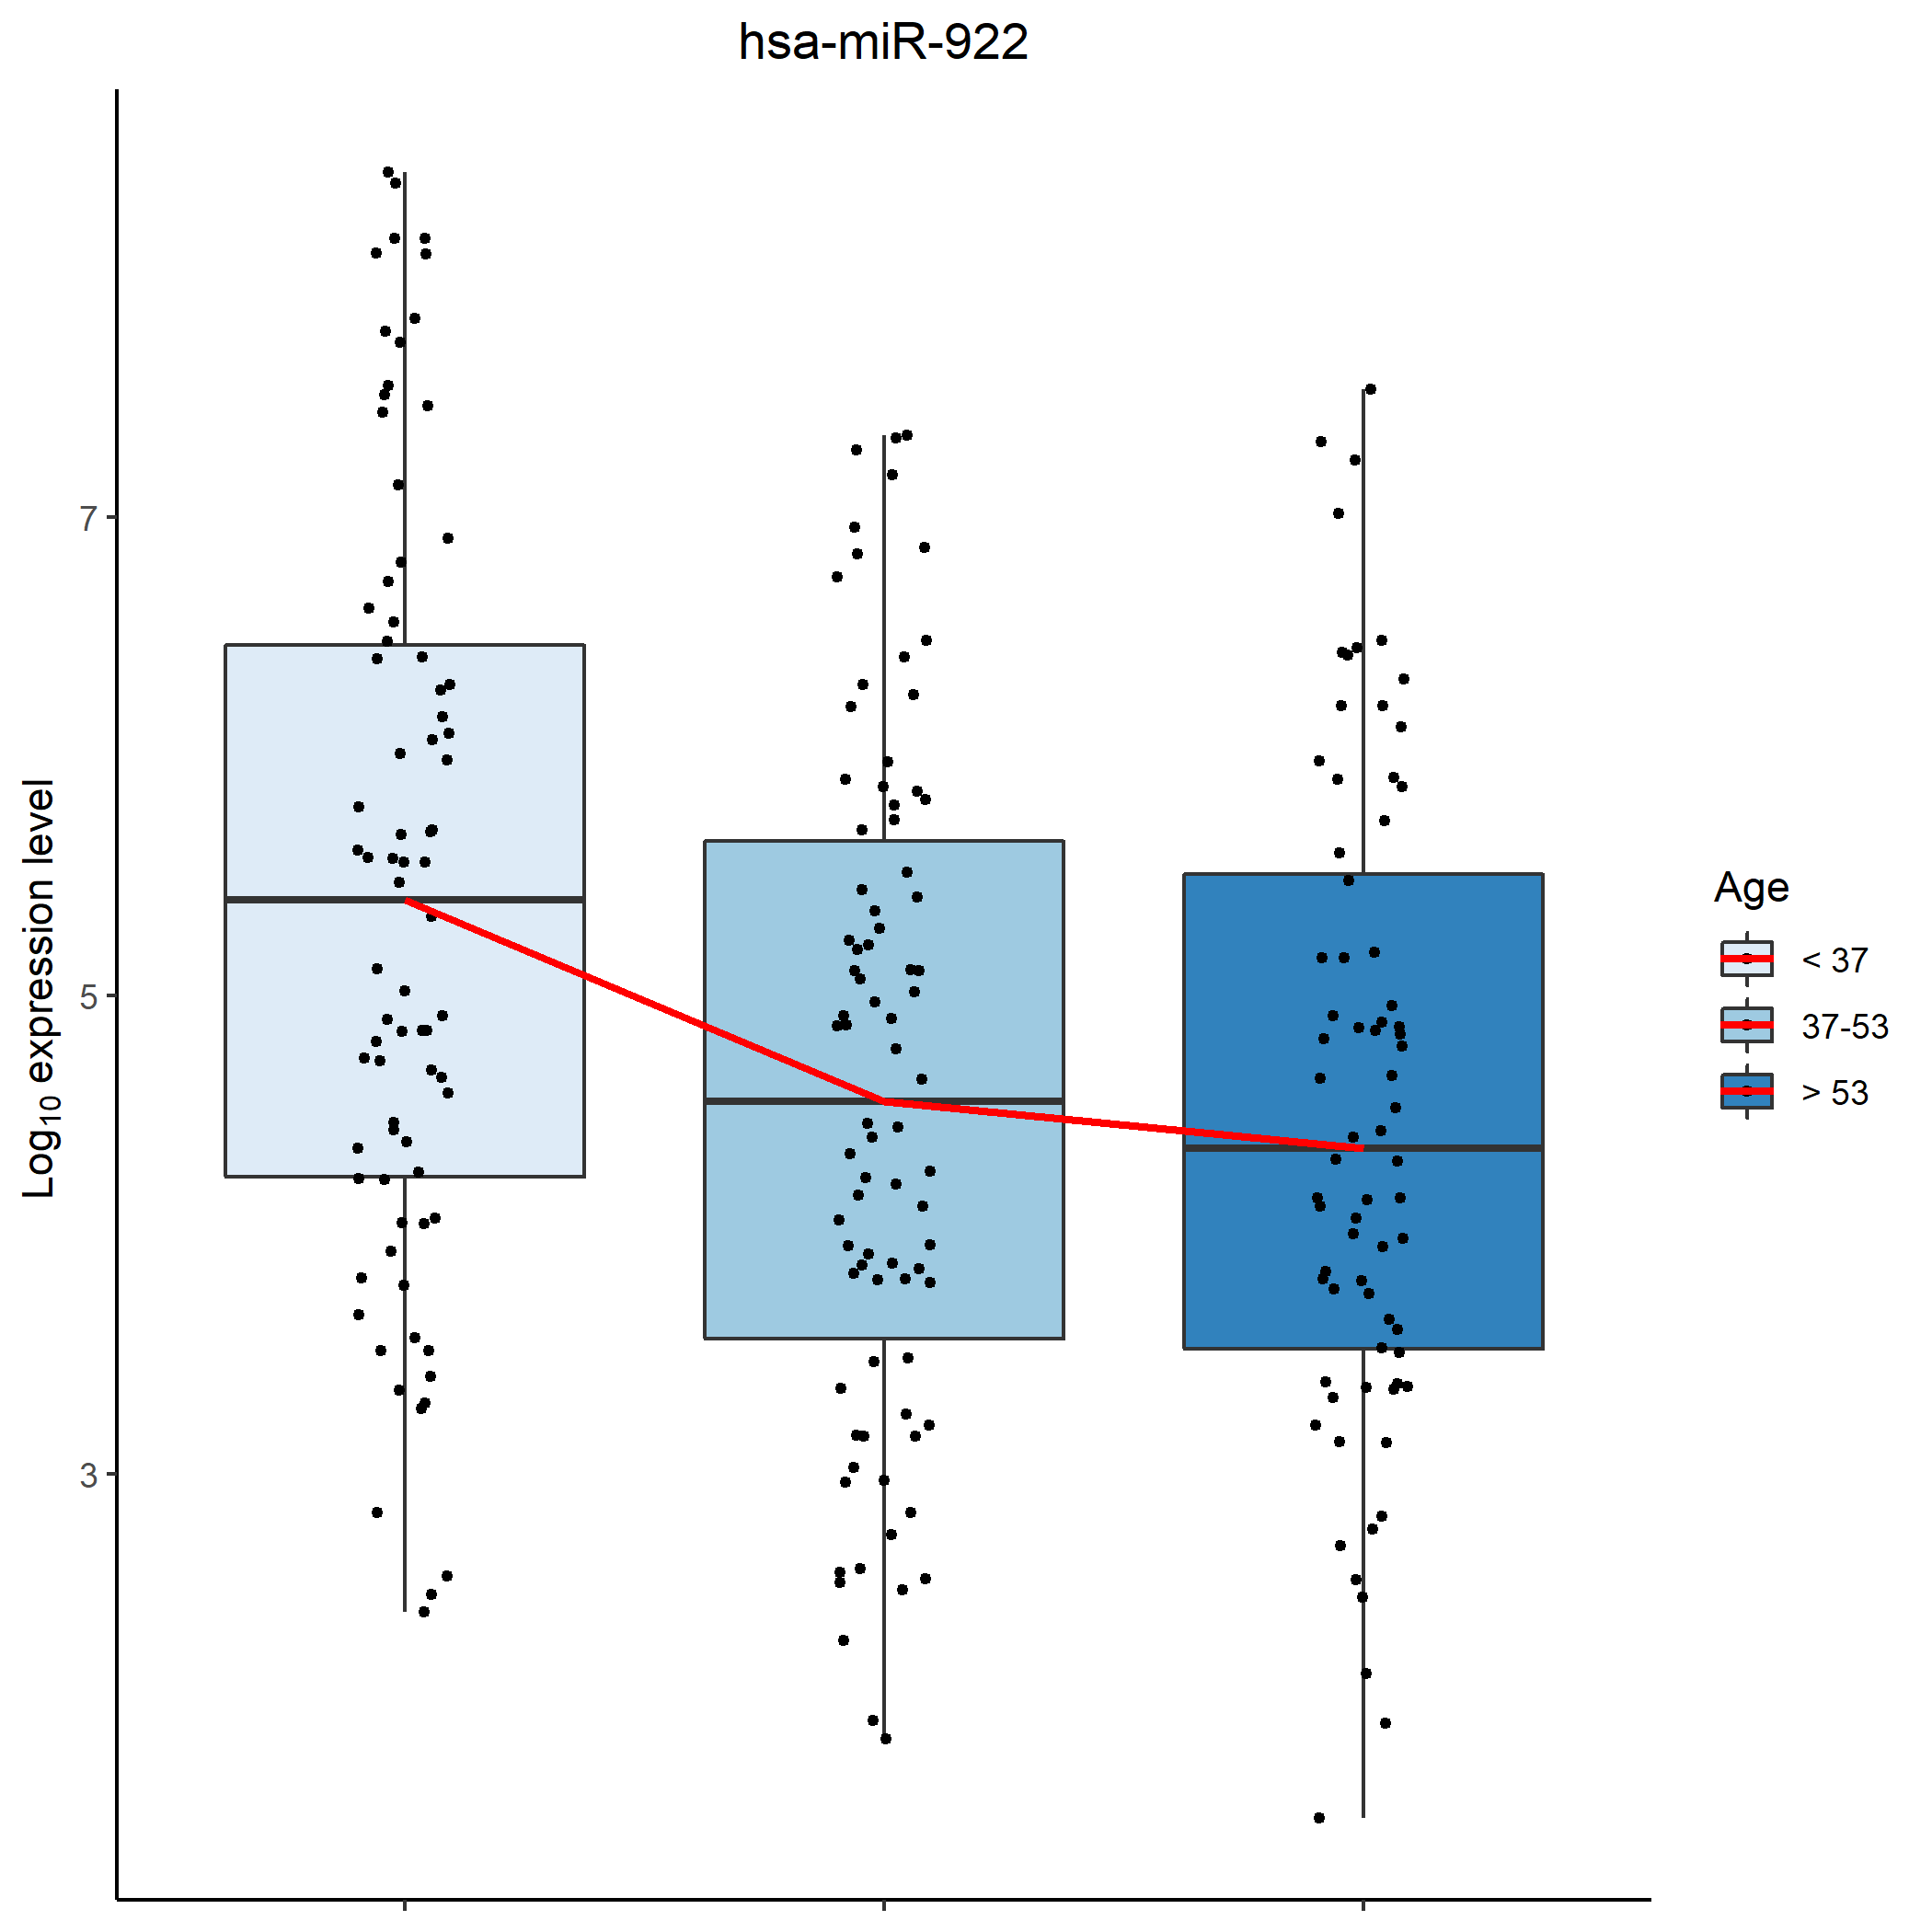 hsa-miR-922
Log₁₀ expression level
7
5
3
Age
< 37
37-53
> 53